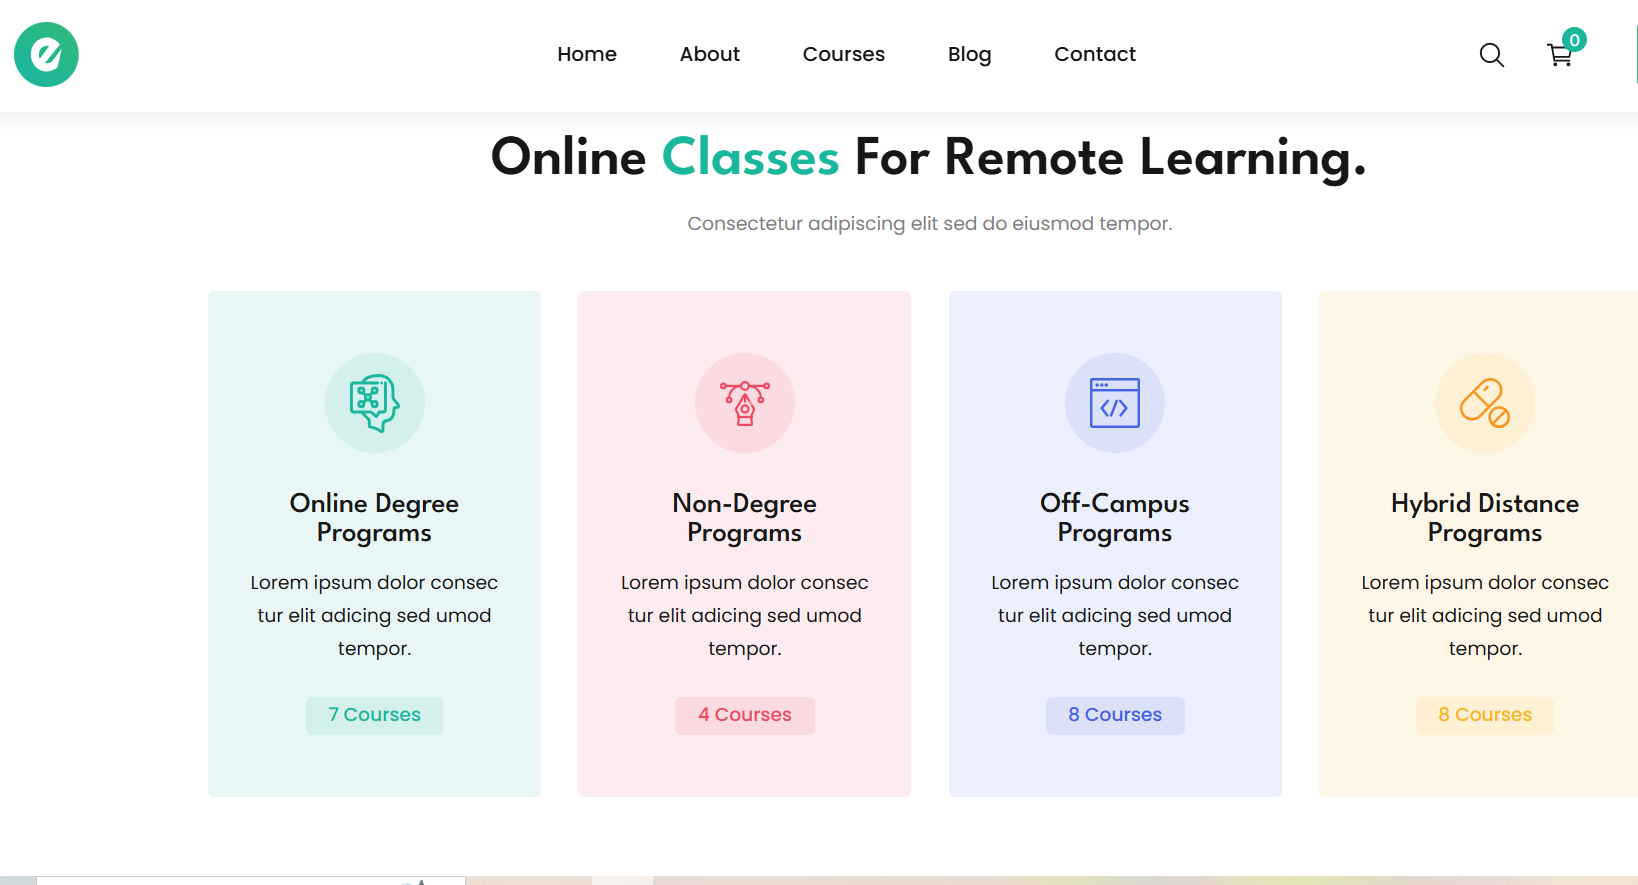 Home About Courses Blog Contact
0
Online Classes For Remote Learning.
Consectetur adipiscing elit sed do eiusmod tempor.
Online Degree
Programs
Lorem ipsum dolor consec
tur elit adicing sed umod
tempor.
7 Courses
Non-Degree
Programs
Lorem ipsum dolor consec
tur elit adicing sed umod
tempor.
4 Courses
Off-Campus
Programs
Lorem ipsum dolor consec
tur elit adicing sed umod
tempor.
8 Courses
Hybrid Distance
Programs
Lorem ipsum dolor consec
tur elit adicing sed umod
tempor.
8 Courses